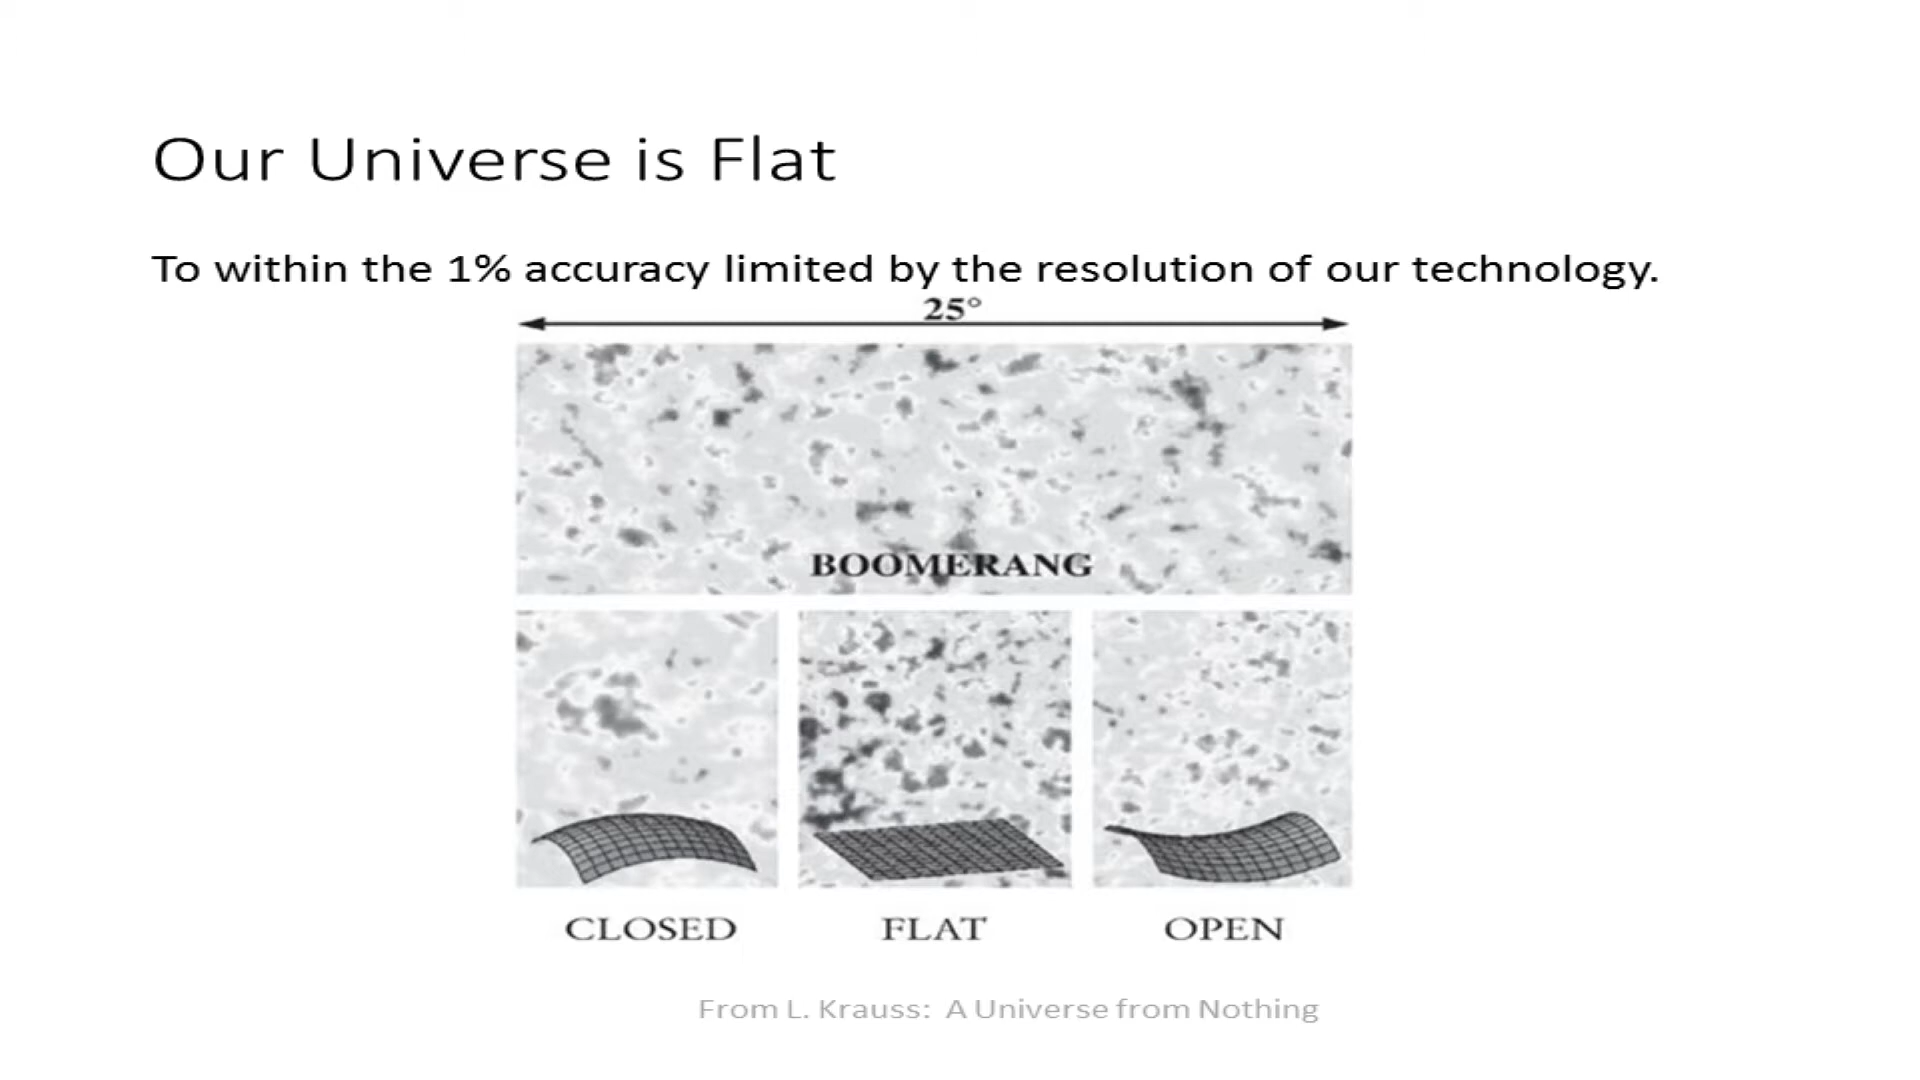 Our Universe is Flat
To within the 1% accuracy limited by the resolution of our technology.
25°
BOOMERANG
CLOSED FLAT OPEN
From L. Krauss: A Universe from Nothing